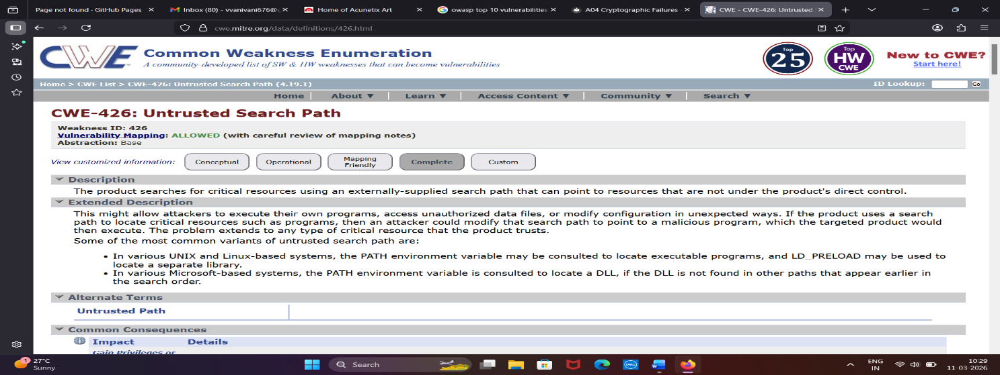 Page not found · GitHub Pages
Inbox (80) - vvanivani676@
Home of Acunetix Art
owasp top 10 vulnerabilities
A04 Cryptographic Failures -
CWE - CWE-426: Untrusted
cwe.mitre.org/data/definitions/426.html
CWE Common Weakness Enumeration
A community-developed list of SW & HW weaknesses that can become vulnerabilities
Top 25
Top HW CWE
New to CWE?
Start here!
Home > CWE List > CWE-426: Untrusted Search Path (4.19.1)
ID Lookup: Go
Home | About ▼ | Learn ▼ | Access Content ▼ | Community ▼ | Search ▼
CWE-426: Untrusted Search Path
Weakness ID: 426
Vulnerability Mapping: ALLOWED (with careful review of mapping notes)
Abstraction: Base
View customized information: Conceptual Operational Mapping Friendly Complete Custom
Description
The product searches for critical resources using an externally-supplied search path that can point to resources that are not under the product's direct control.
Extended Description
This might allow attackers to execute their own programs, access unauthorized data files, or modify configuration in unexpected ways. If the product uses a search
path to locate critical resources such as programs, then an attacker could modify that search path to point to a malicious program, which the targeted product would
then execute. The problem extends to any type of critical resource that the product trusts.
Some of the most common variants of untrusted search path are:
• In various UNIX and Linux-based systems, the PATH environment variable may be consulted to locate executable programs, and LD_PRELOAD may be used to
locate a separate library.
• In various Microsoft-based systems, the PATH environment variable is consulted to locate a DLL, if the DLL is not found in other paths that appear earlier in
the search order.
Alternate Terms
Untrusted Path
Common Consequences
Impact Details
Gain Privileges or
1
27°C
Sunny
Search
DELL
ENG
IN
10:29
11-03-2026